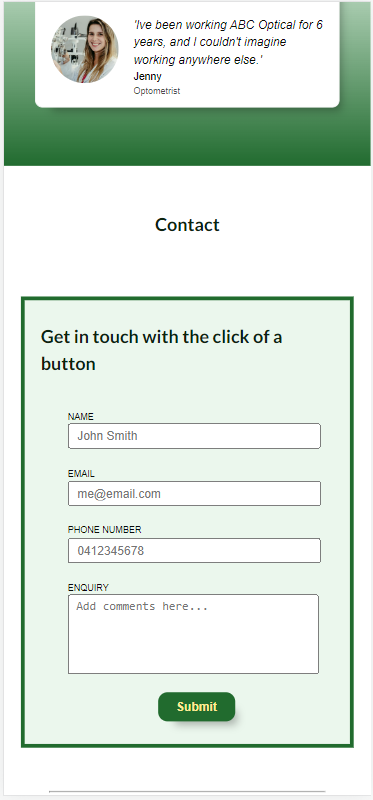 'Ive been working ABC Optical for 6
years, and I couldn't imagine
working anywhere else.'
Jenny
Optometrist
Contact
Get in touch with the click of a
button
NAME
John Smith
EMAIL
me@email.com
PHONE NUMBER
0412345678
ENQUIRY
Add comments here...
Submit